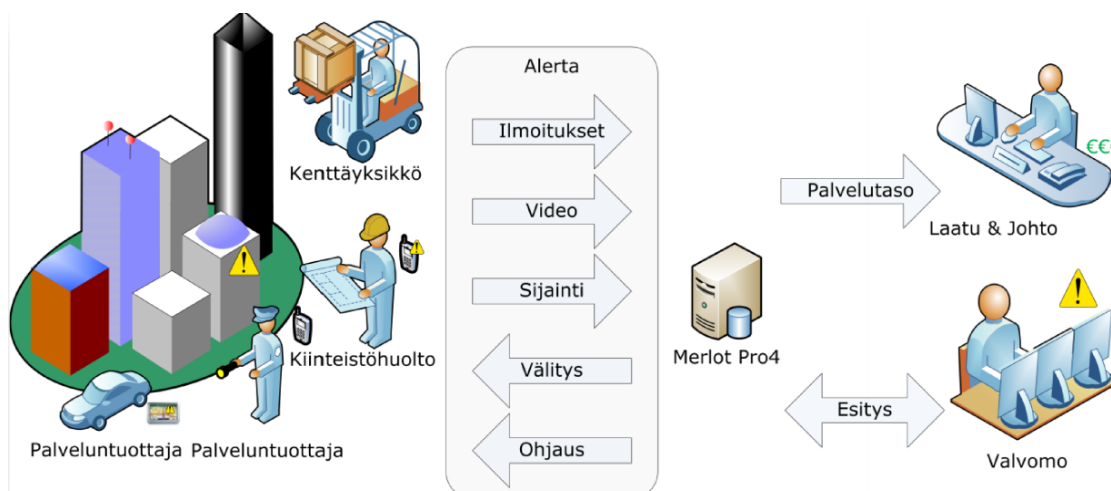 Kenttäyksikkö
Kiinteistöhuolto
Palveluntuottaja
Palveluntuottaja
Alerta
Ilmoitukset
Video
Sijainti
Välitys
Ohjaus
Merlot Pro4
Palvelutaso
Esitys
€€
Laatu & Johto
Valvomo